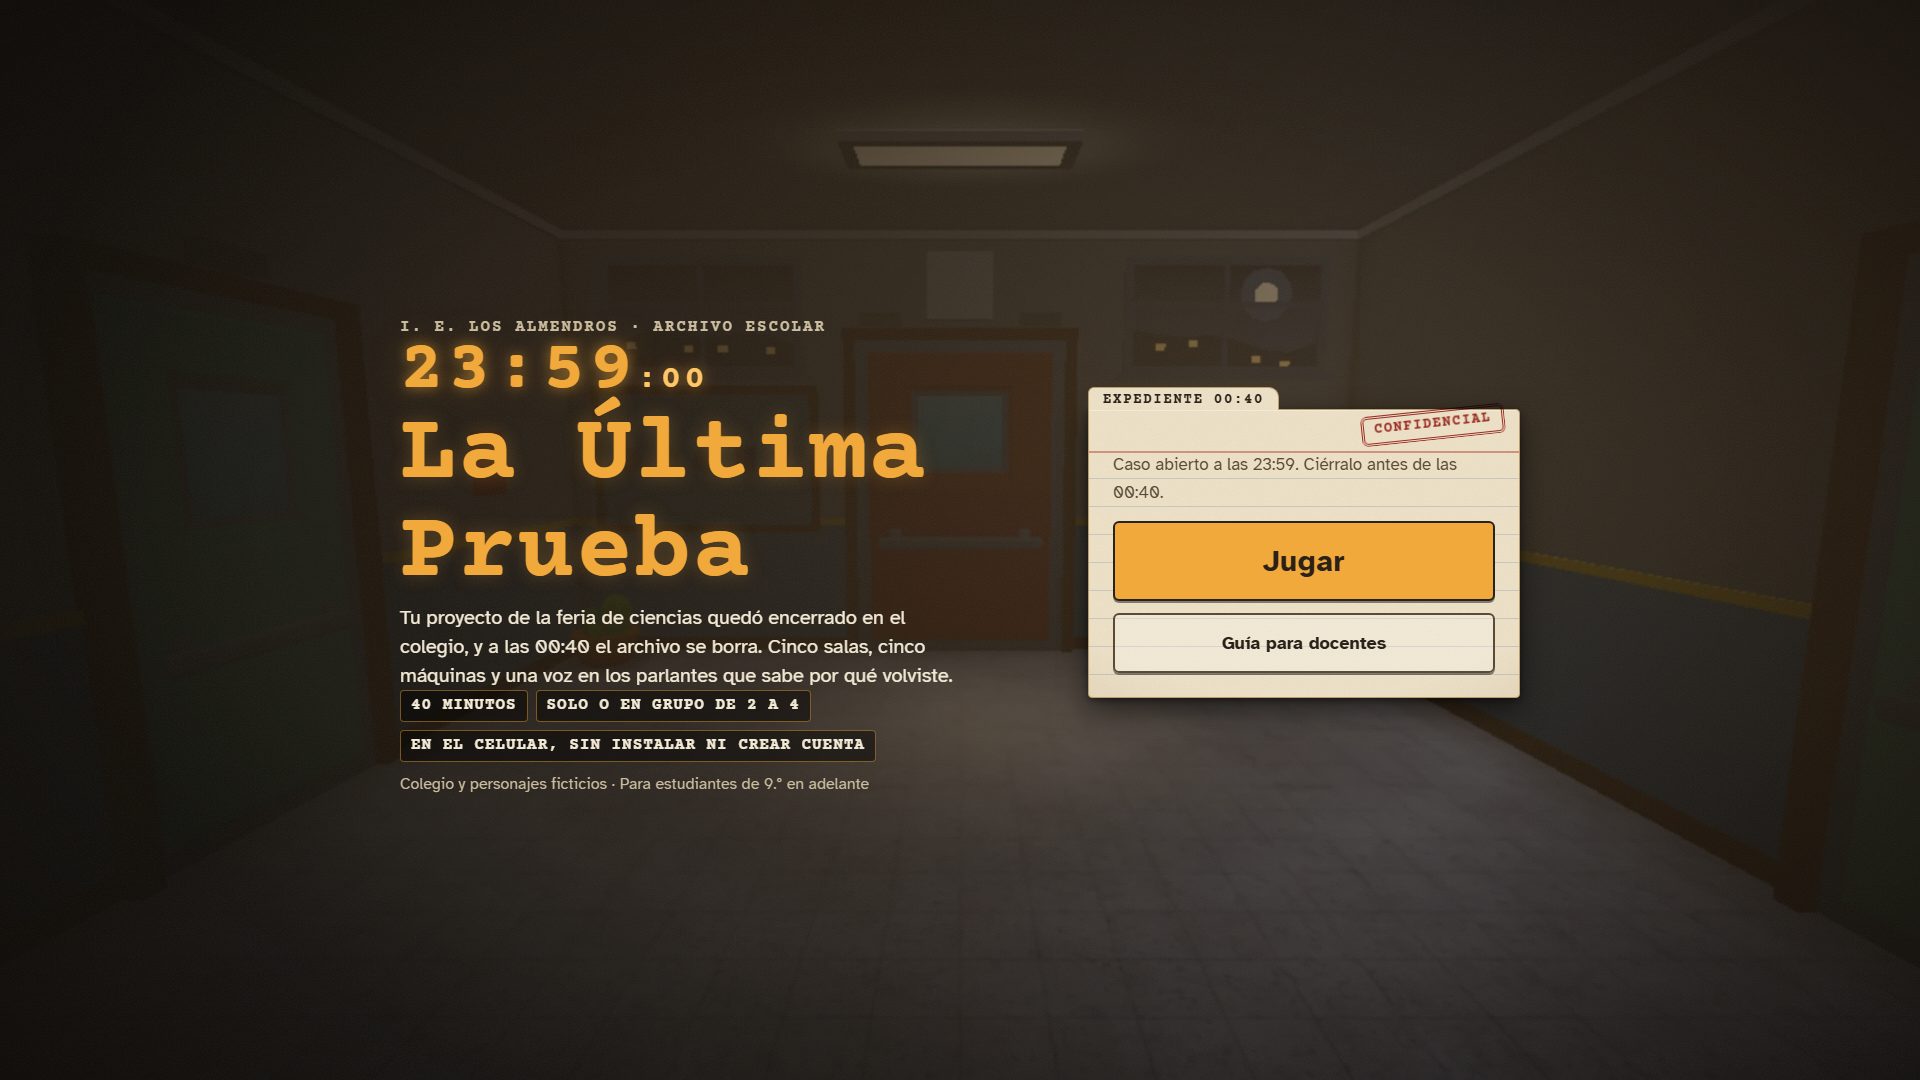 I. E. LOS ALMENDROS · ARCHIVO ESCOLAR
23:59:00
La Última
Prueba
Tu proyecto de la feria de ciencias quedó encerrado en el
colegio, y a las 00:40 el archivo se borra. Cinco salas, cinco
máquinas y una voz en los parlantes que sabe por qué volviste.
40 MINUTOS
SOLO O EN GRUPO DE 2 A 4
EN EL CELULAR, SIN INSTALAR NI CREAR CUENTA
Colegio y personajes ficticios · Para estudiantes de 9.° en adelante
EXPEDIENTE 00:40
CONFIDENCIAL
Caso abierto a las 23:59. Ciérralo antes de las
00:40.
Jugar
Guía para docentes